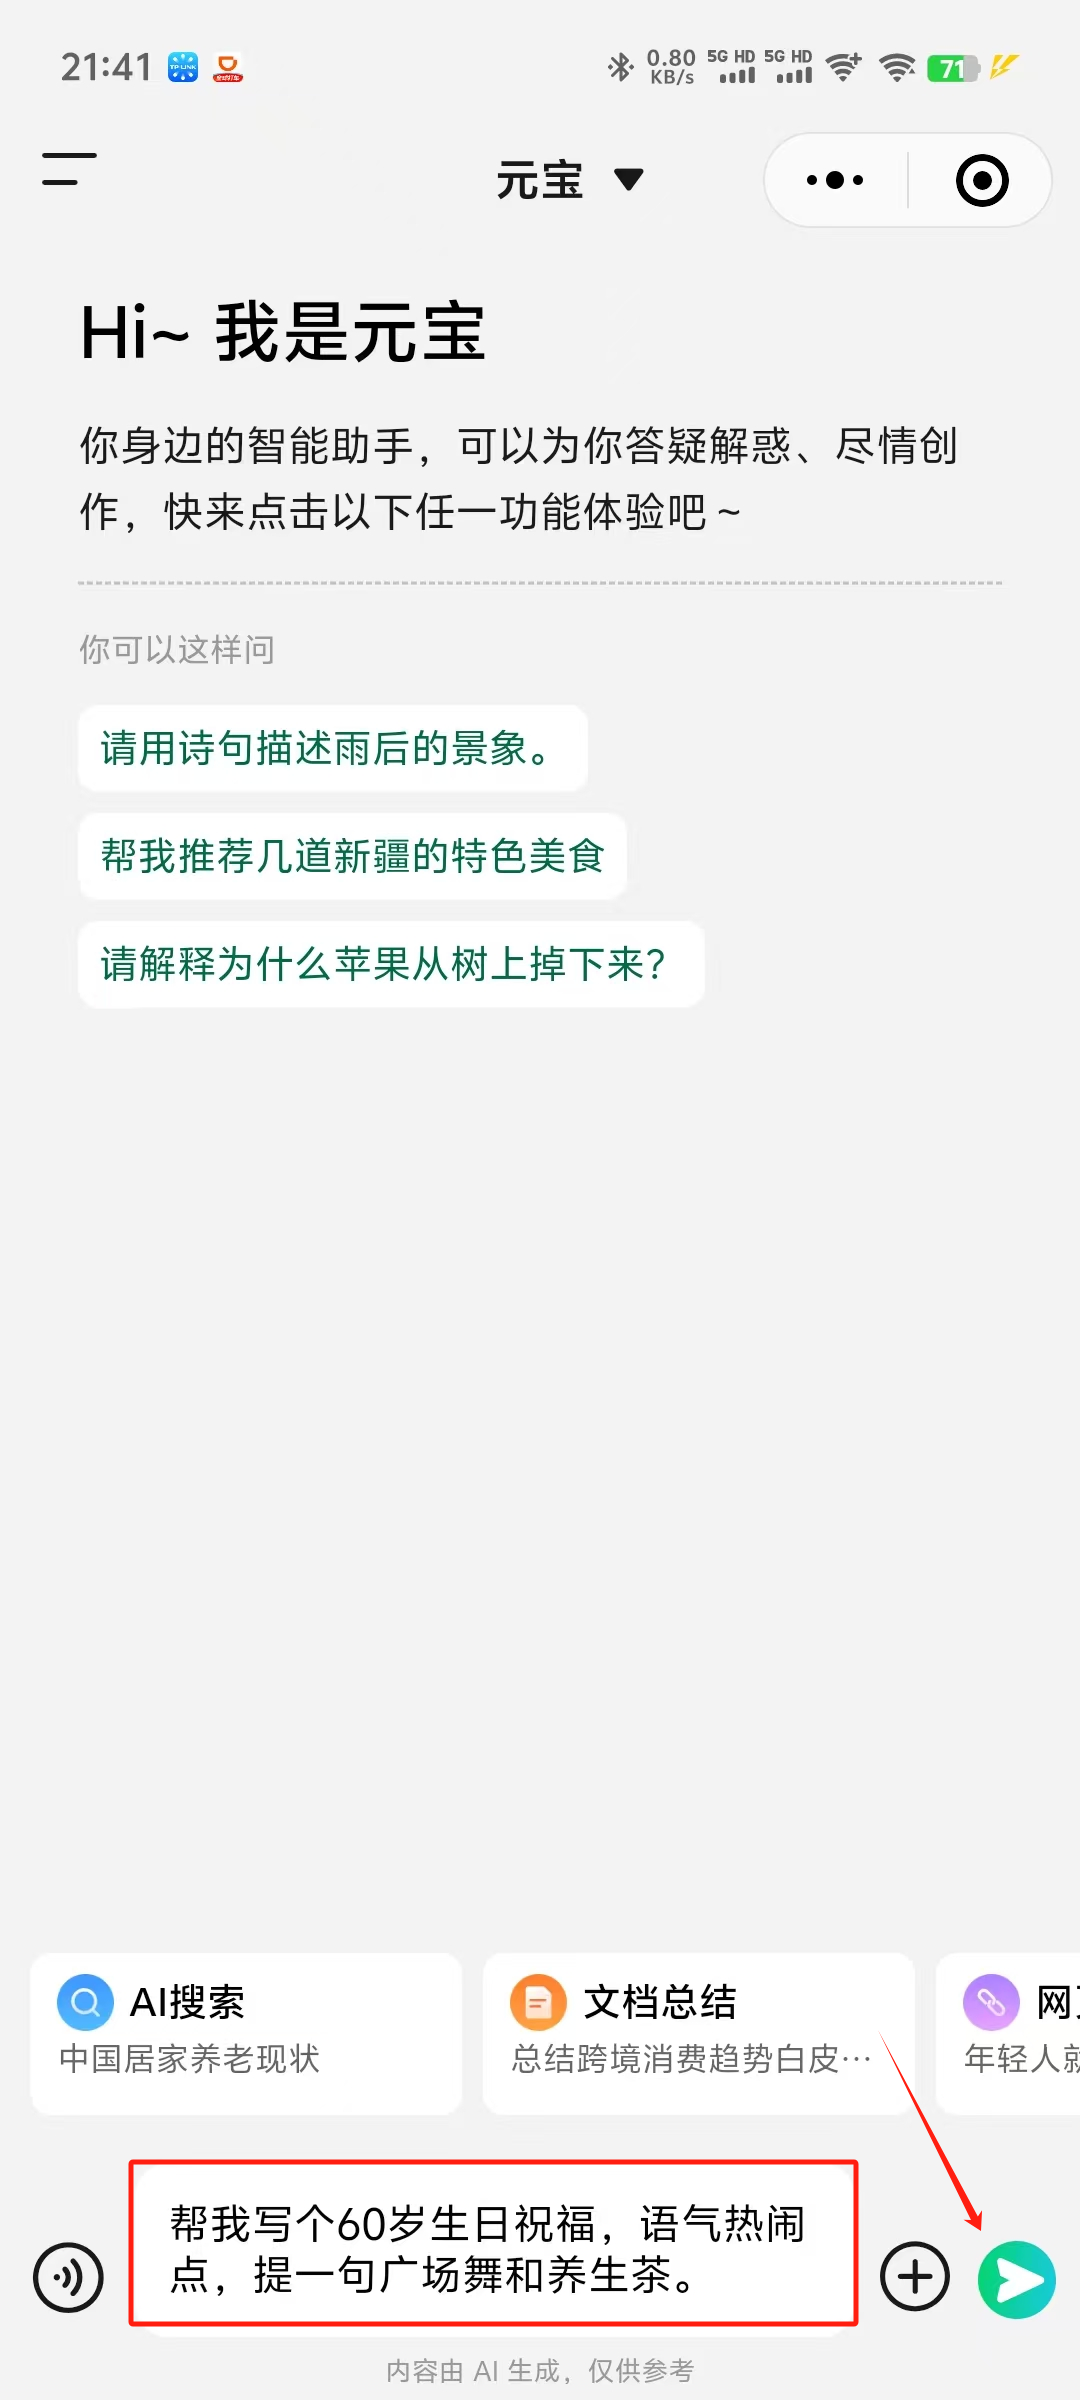 21:41
TP-LINK
0.80 KB/s
5G HD
5G HD
71
元宝
Hi~ 我是元宝
你身边的智能助手，可以为你答疑解惑、尽情创
作，快来点击以下任一功能体验吧 ~
你可以这样问
请用诗句描述雨后的景象。
帮我推荐几道新疆的特色美食
请解释为什么苹果从树上掉下来？
AI搜索
中国居家养老现状
文档总结
总结跨境消费趋势白皮…
网
年轻人就
帮我写个60岁生日祝福，语气热闹
点，提一句广场舞和养生茶。
内容由 AI 生成，仅供参考